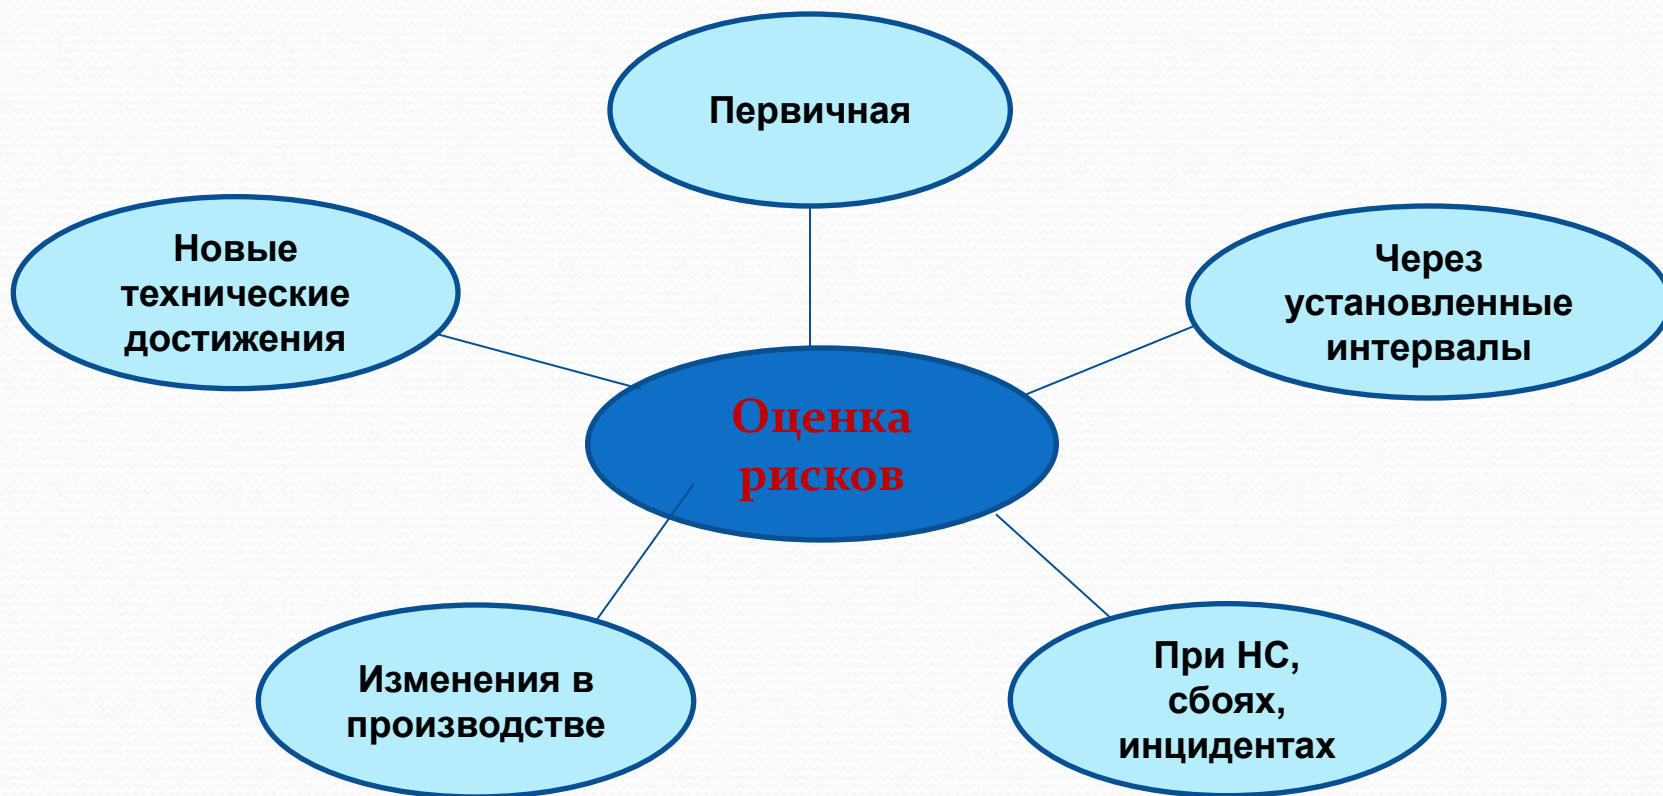 Первичная
Новые
технические
достижения
Через
установленные
интервалы
Оценка
рисков
Изменения в
производстве
При НС,
сбоях,
инцидентах